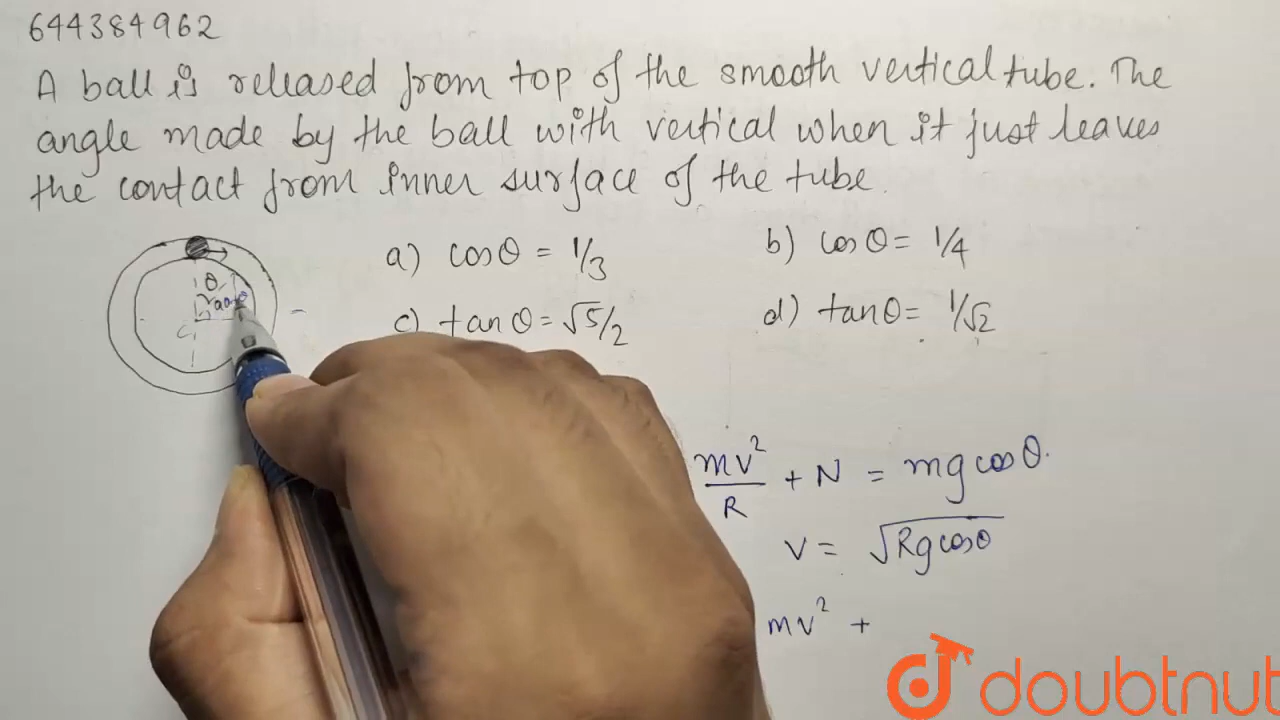 644384962
A ball is released from top of the smooth vertical tube. The
angle made by the ball with vertical when it just leaves
the contact from inner surface of the tube.
a) cosθ = 1/3
b) cosθ = 1/4
c) tanθ = √5/2
d) tanθ = 1/√2
θ
C
mv²/R + N = mg cosθ.
v = √Rg cosθ
mv² +
doubtnut